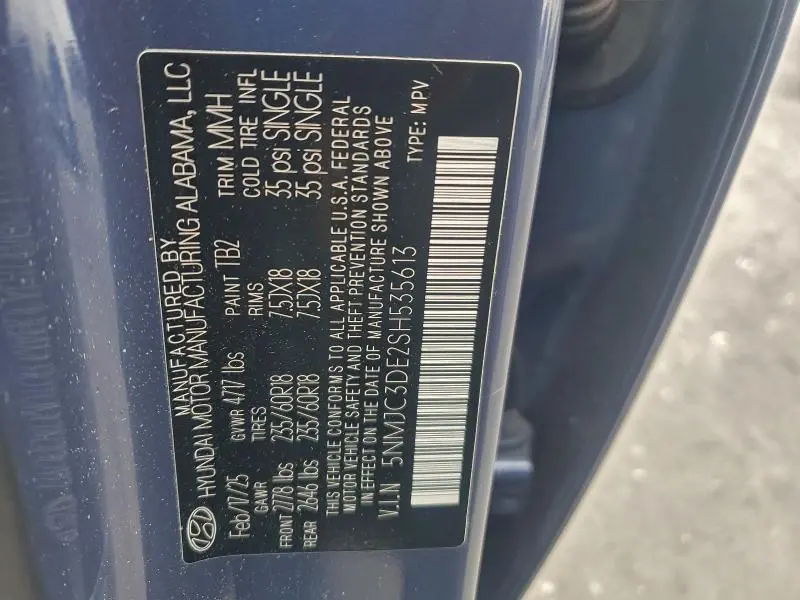 MANUFACTURED BY
HYUNDAI MOTOR MANUFACTURING ALABAMA, LLC
Feb/17/25 GVWR 4717 lbs PAINT TB2 TRIM MMH
GAWR TIRES RIMS COLD TIRE INFL
FRONT 2778 lbs 235/60R18 7.5JX18 35 psi SINGLE
REAR 2646 lbs 235/60R18 7.5JX18 35 psi SINGLE
THIS VEHICLE CONFORMS TO ALL APPLICABLE U.S.A. FEDERAL
MOTOR VEHICLE SAFETY AND THEFT PREVENTION STANDARDS
IN EFFECT ON THE DATE OF MANUFACTURE SHOWN ABOVE
V.I.N 5NMJC3DE2SH535613 TYPE: MPV